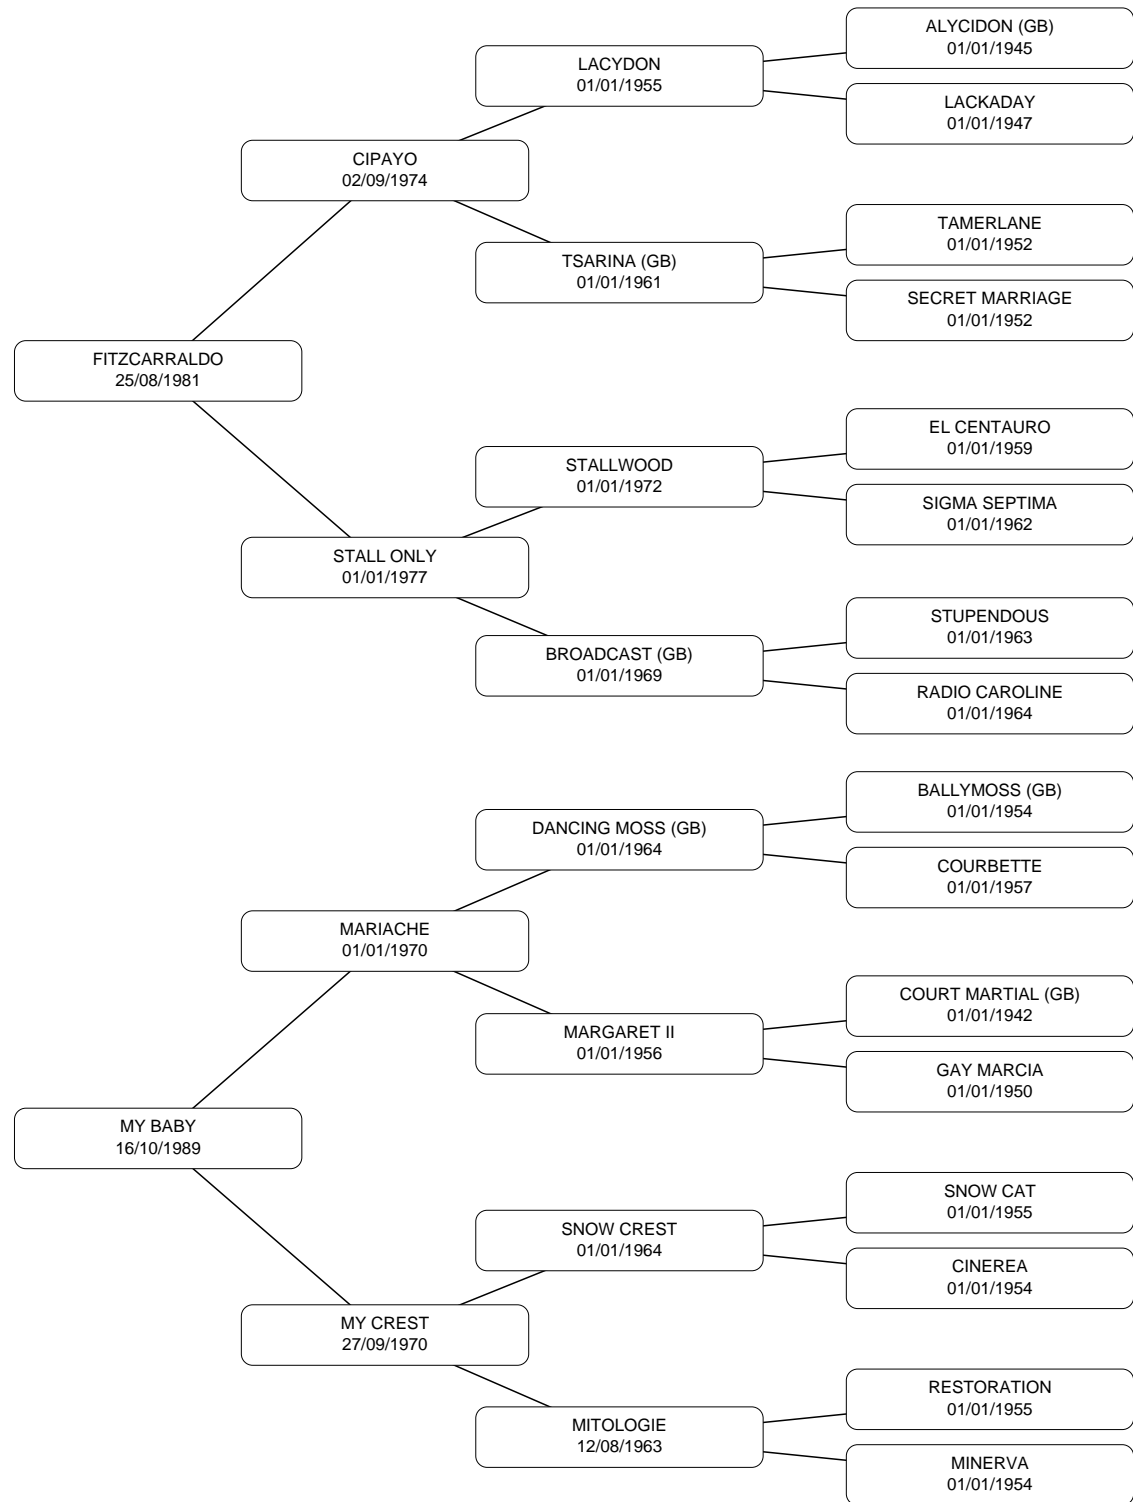 ALYCIDON (GB)
01/01/1945
LACYDON
01/01/1955
LACKADAY
01/01/1947
CIPAYO
02/09/1974
TAMERLANE
01/01/1952
TSARINA (GB)
01/01/1961
SECRET MARRIAGE
01/01/1952
FITZCARRALDO
25/08/1981
EL CENTAURO
01/01/1959
STALLWOOD
01/01/1972
SIGMA SEPTIMA
01/01/1962
STALL ONLY
01/01/1977
STUPENDOUS
01/01/1963
BROADCAST (GB)
01/01/1969
RADIO CAROLINE
01/01/1964
BALLYMOSS (GB)
01/01/1954
DANCING MOSS (GB)
01/01/1964
COURBETTE
01/01/1957
MARIACHE
01/01/1970
COURT MARTIAL (GB)
01/01/1942
MARGARET II
01/01/1956
GAY MARCIA
01/01/1950
MY BABY
16/10/1989
SNOW CAT
01/01/1955
SNOW CREST
01/01/1964
CINEREA
01/01/1954
MY CREST
27/09/1970
RESTORATION
01/01/1955
MITOLOGIE
12/08/1963
MINERVA
01/01/1954